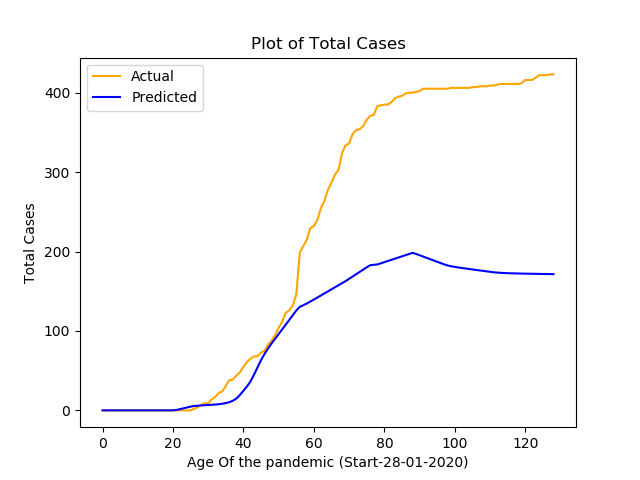 Plot of Total Cases
Actual
Predicted
400
300
200
100
0
Total Cases
0 20 40 60 80 100 120
Age Of the pandemic (Start-28-01-2020)